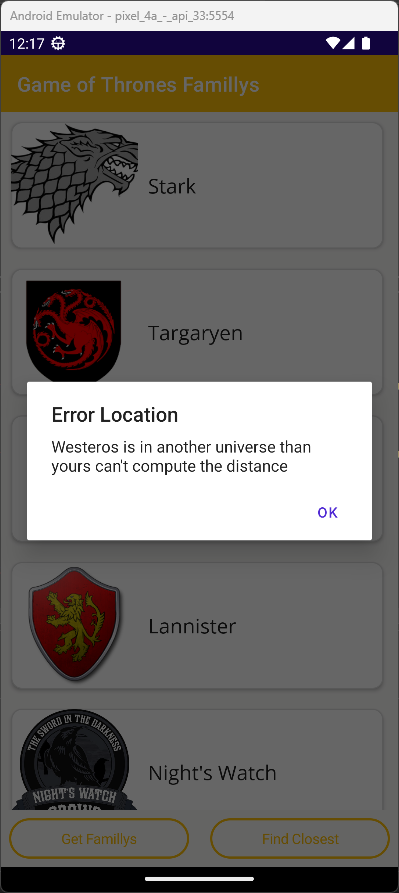 Android Emulator - pixel_4a_-_api_33:5554
12:17
Game of Thrones Famillys
Stark
Targaryen
Error Location
Westeros is in another universe than
yours can't compute the distance
OK
Lannister
THE SWORD IN THE DARKNESS
NIGHT'S WATCH
Night's Watch
Get Famillys
Find Closest